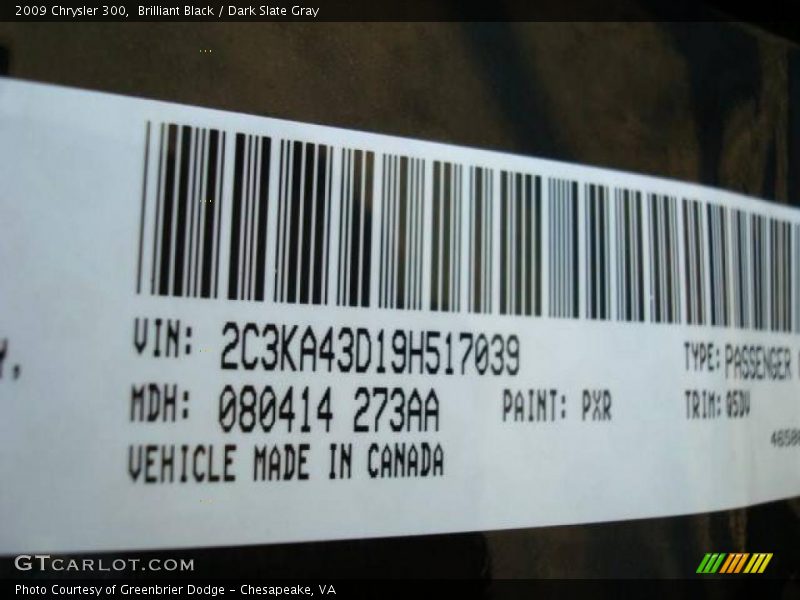 2009 Chrysler 300,  Brilliant Black / Dark Slate Gray
VIN: 2C3KA43D19H517039
TYPE: PASSENGER
MDH: 080414 273AA
PAINT: PXR
TRIM: Q5DV
VEHICLE MADE IN CANADA
GTCARLOT.COM
Photo Courtesy of Greenbrier Dodge - Chesapeake, VA